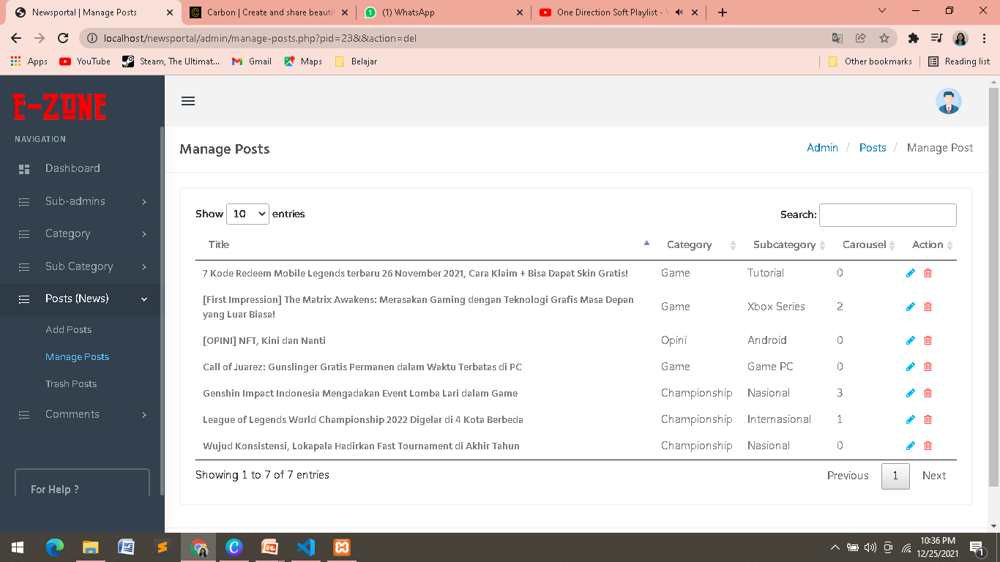 Newsportal | Manage Posts
Carbon | Create and share beautif
(1) WhatsApp
One Direction Soft Playlist -
localhost/newsportal/admin/manage-posts.php?pid=23&&action=del
Apps
YouTube
Steam, The Ultimat...
Gmail
Maps
Belajar
Other bookmarks
Reading list
E-ZONE
NAVIGATION
Dashboard
Sub-admins
Category
Sub Category
Posts (News)
Add Posts
Manage Posts
Trash Posts
Comments
For Help ?
Manage Posts
Admin / Posts / Manage Post
Show 10 entries
Search:
Title Category Subcategory Carousel Action
7 Kode Redeem Mobile Legends terbaru 26 November 2021, Cara Klaim + Bisa Dapat Skin Gratis! Game Tutorial 0
[First Impression] The Matrix Awakens: Merasakan Gaming dengan Teknologi Grafis Masa Depan
yang Luar Biasa! Game Xbox Series 2
[OPINI] NFT, Kini dan Nanti Opini Android 0
Call of Juarez: Gunslinger Gratis Permanen dalam Waktu Terbatas di PC Game Game PC 0
Genshin Impact Indonesia Mengadakan Event Lomba Lari dalam Game Championship Nasional 3
League of Legends World Championship 2022 Digelar di 4 Kota Berbeda Championship Internasional 1
Wujud Konsistensi, Lokapala Hadirkan Fast Tournament di Akhir Tahun Championship Nasional 0
Showing 1 to 7 of 7 entries
Previous 1 Next
10:36 PM
12/25/2021
1